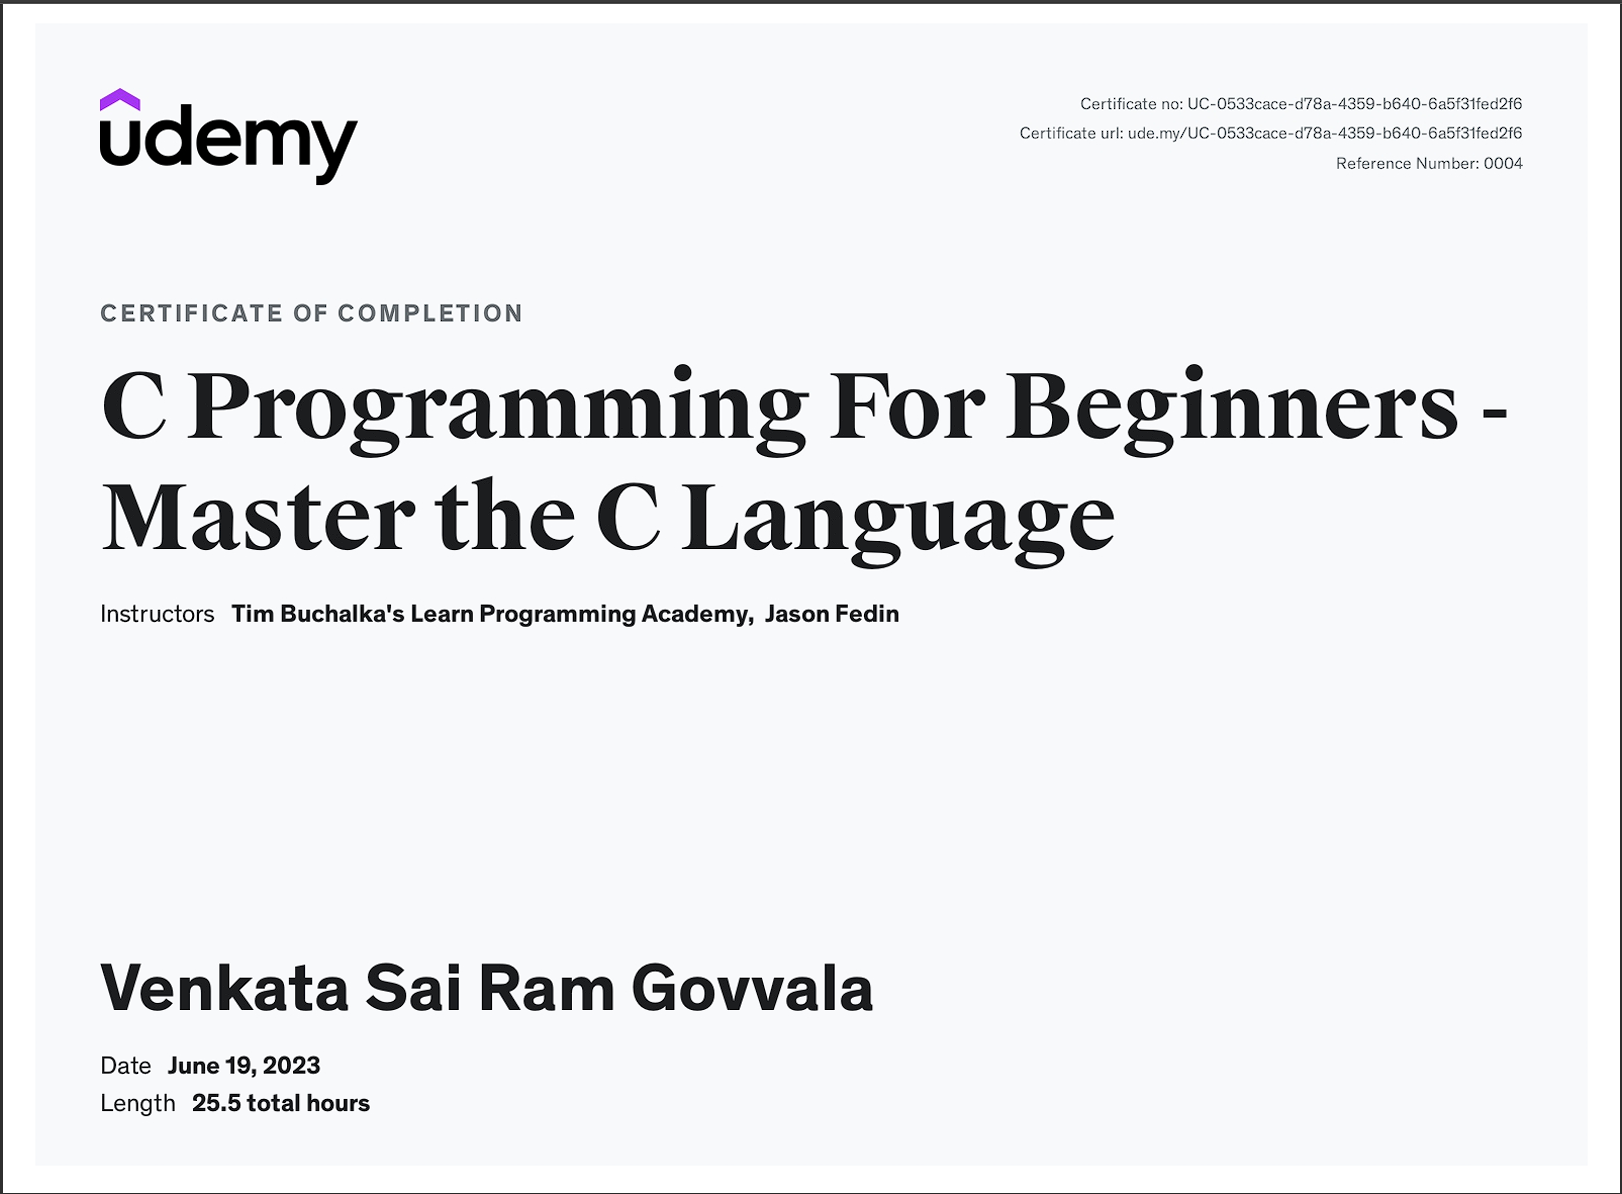 udemy
Certificate no: UC-0533cace-d78a-4359-b640-6a5f31fed2f6
Certificate url: ude.my/UC-0533cace-d78a-4359-b640-6a5f31fed2f6
Reference Number: 0004
CERTIFICATE OF COMPLETION
C Programming For Beginners -
Master the C Language
Instructors Tim Buchalka's Learn Programming Academy, Jason Fedin
Venkata Sai Ram Govvala
Date June 19, 2023
Length 25.5 total hours